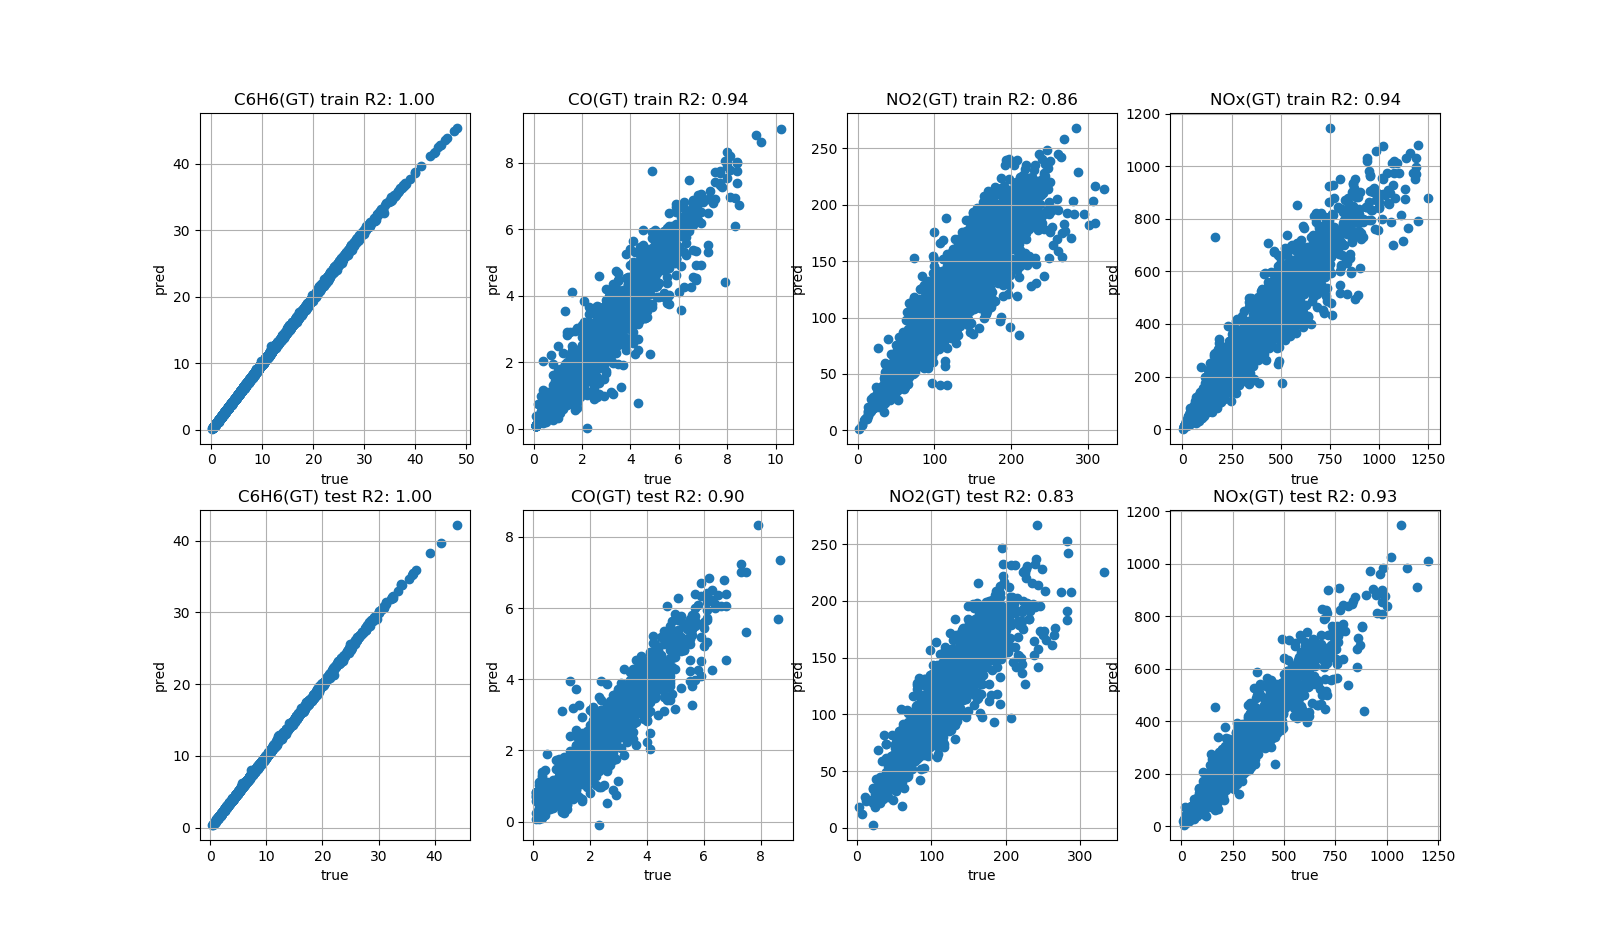 C6H6(GT) train R2: 1.00
40
30
20
10
0
pred
0 10 20 30 40 50
true
CO(GT) train R2: 0.94
8
6
4
2
0
pred
0 2 4 6 8 10
true
NO2(GT) train R2: 0.86
250
200
150
100
50
0
pred
0 100 200 300
true
NOx(GT) train R2: 0.94
1200
1000
800
600
400
200
0
pred
0 250 500 750 1000 1250
true
C6H6(GT) test R2: 1.00
40
30
20
10
0
pred
0 10 20 30 40
true
CO(GT) test R2: 0.90
8
6
4
2
0
pred
0 2 4 6 8
true
NO2(GT) test R2: 0.83
250
200
150
100
50
0
pred
0 100 200 300
true
NOx(GT) test R2: 0.93
1200
1000
800
600
400
200
0
pred
0 250 500 750 1000 1250
true